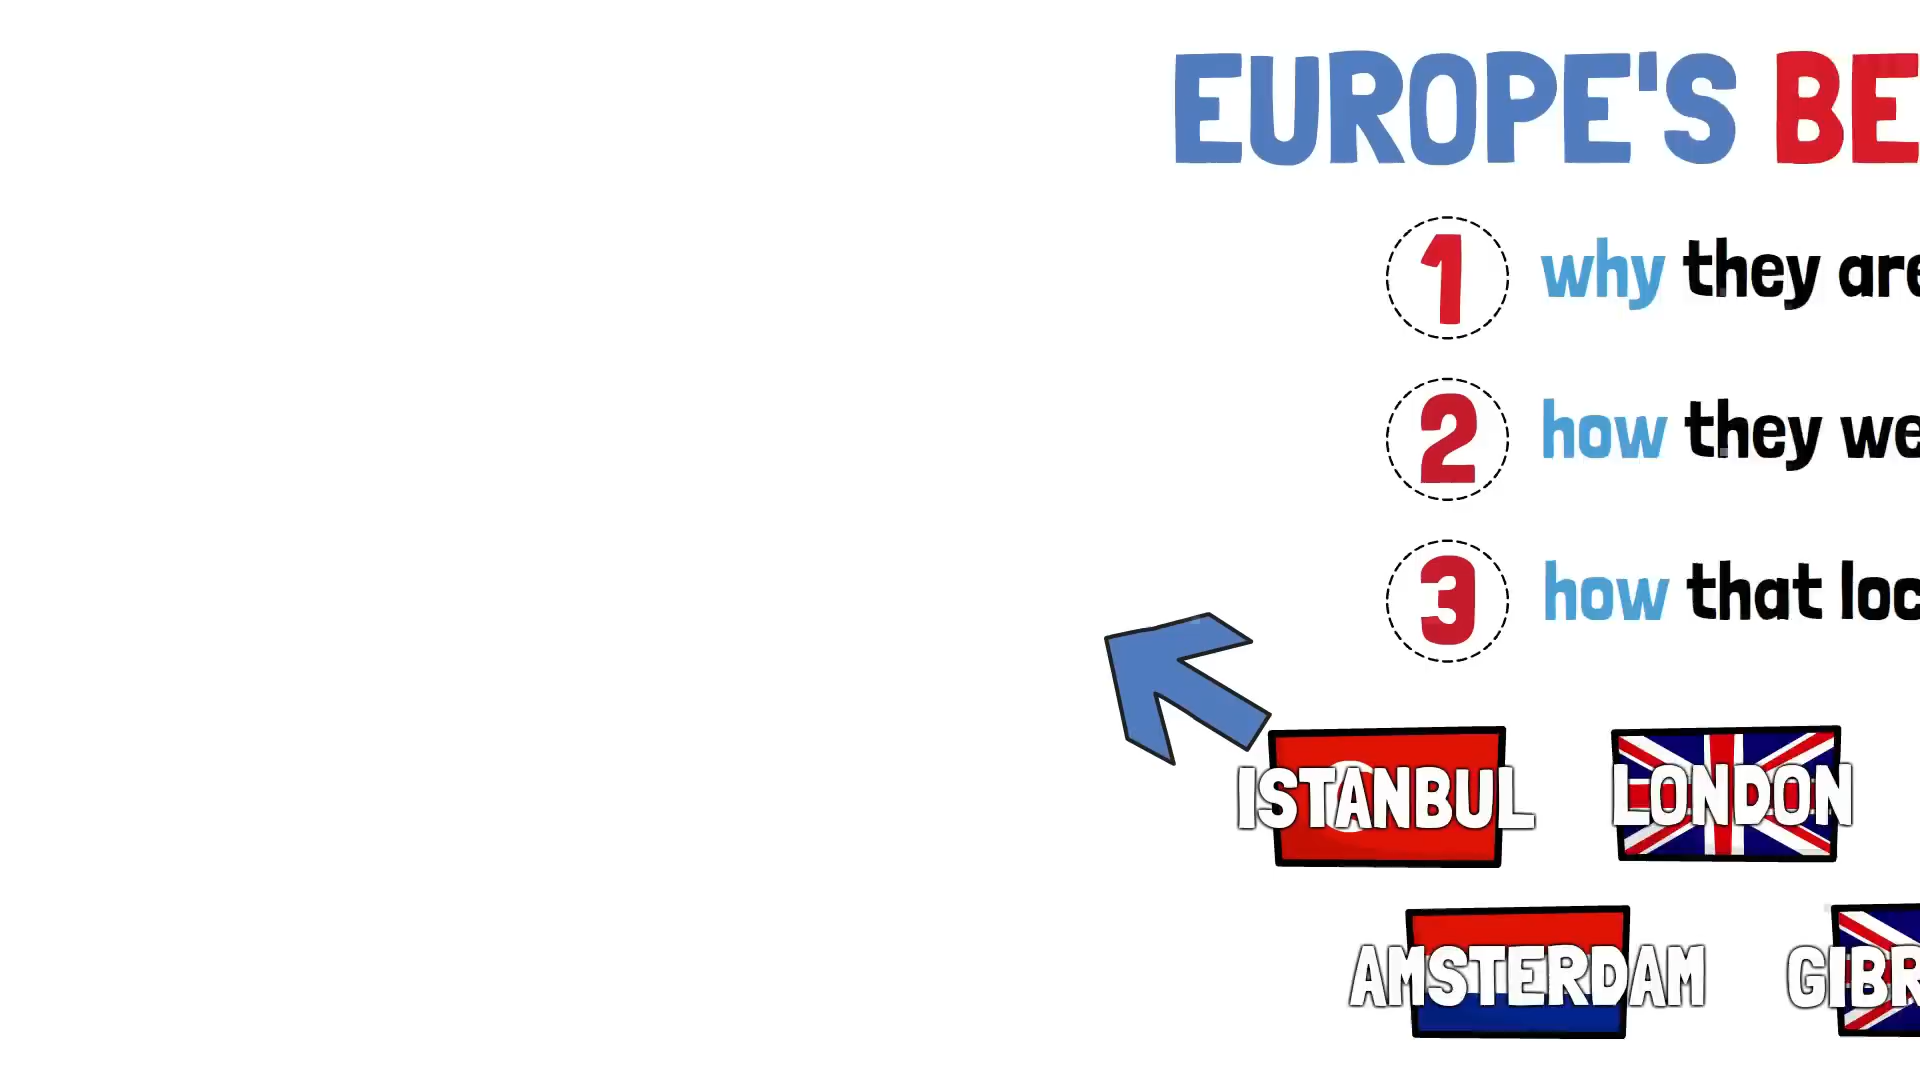 EUROPE'S BE
1 why they are
2 how they we
3 how that loc
ISTANBUL LONDON
AMSTERDAM GIBR